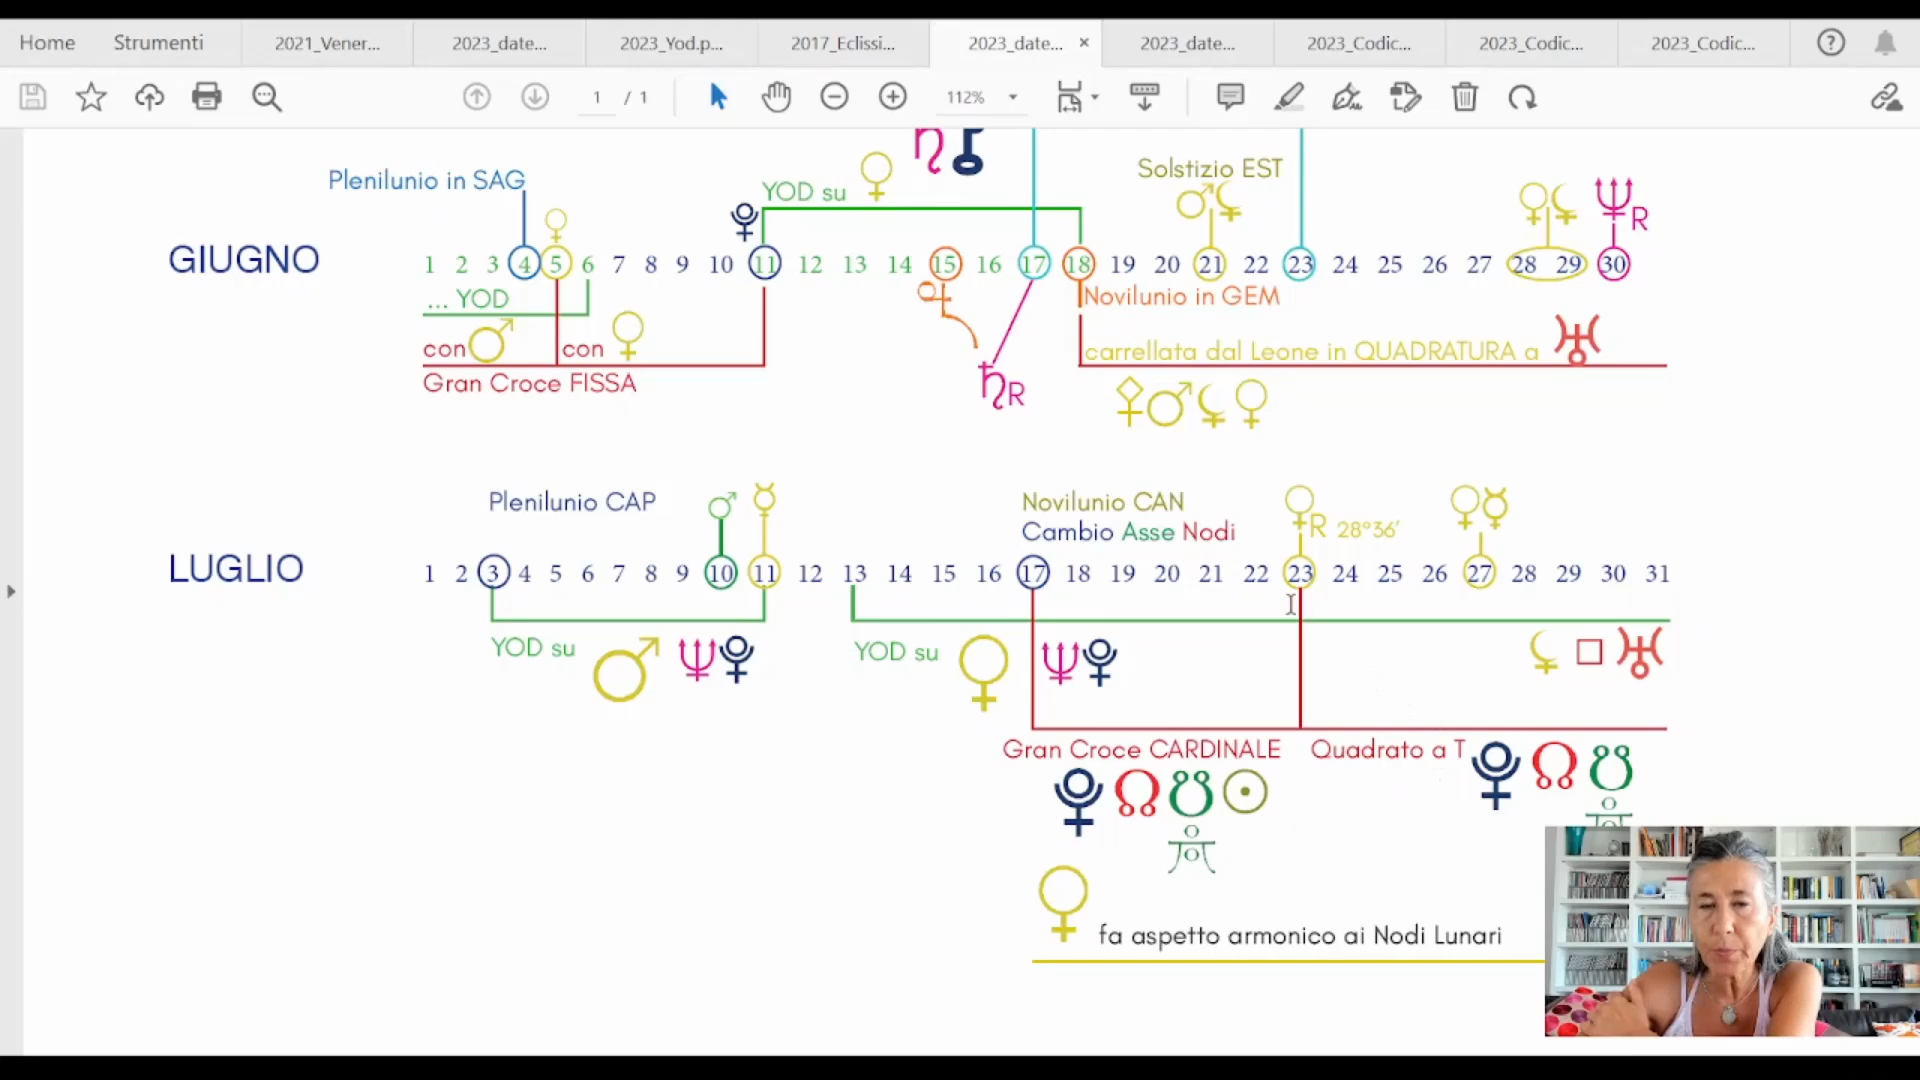 Home Strumenti 2021_Vener... 2023_date... 2023_Yod.p... 2017_Eclissi... 2023_date... 2023_date... 2023_Codic... 2023_Codic... 2023_Codic...
1 / 1 112%
Plenilunio in SAG
YOD su
Solstizio EST
R
GIUGNO 1 2 3 4 5 6 7 8 9 10 11 12 13 14 15 16 17 18 19 20 21 22 23 24 25 26 27 28 29 30
... YOD
Novilunio in GEM
con con
carrellata dal Leone in QUADRATURA a
Gran Croce FISSA
R
Plenilunio CAP
Novilunio CAN
Cambio Asse Nodi
R 28°36'
LUGLIO 1 2 3 4 5 6 7 8 9 10 11 12 13 14 15 16 17 18 19 20 21 22 23 24 25 26 27 28 29 30 31
YOD su
YOD su
Gran Croce CARDINALE
Quadrato a T
fa aspetto armonico ai Nodi Lunari